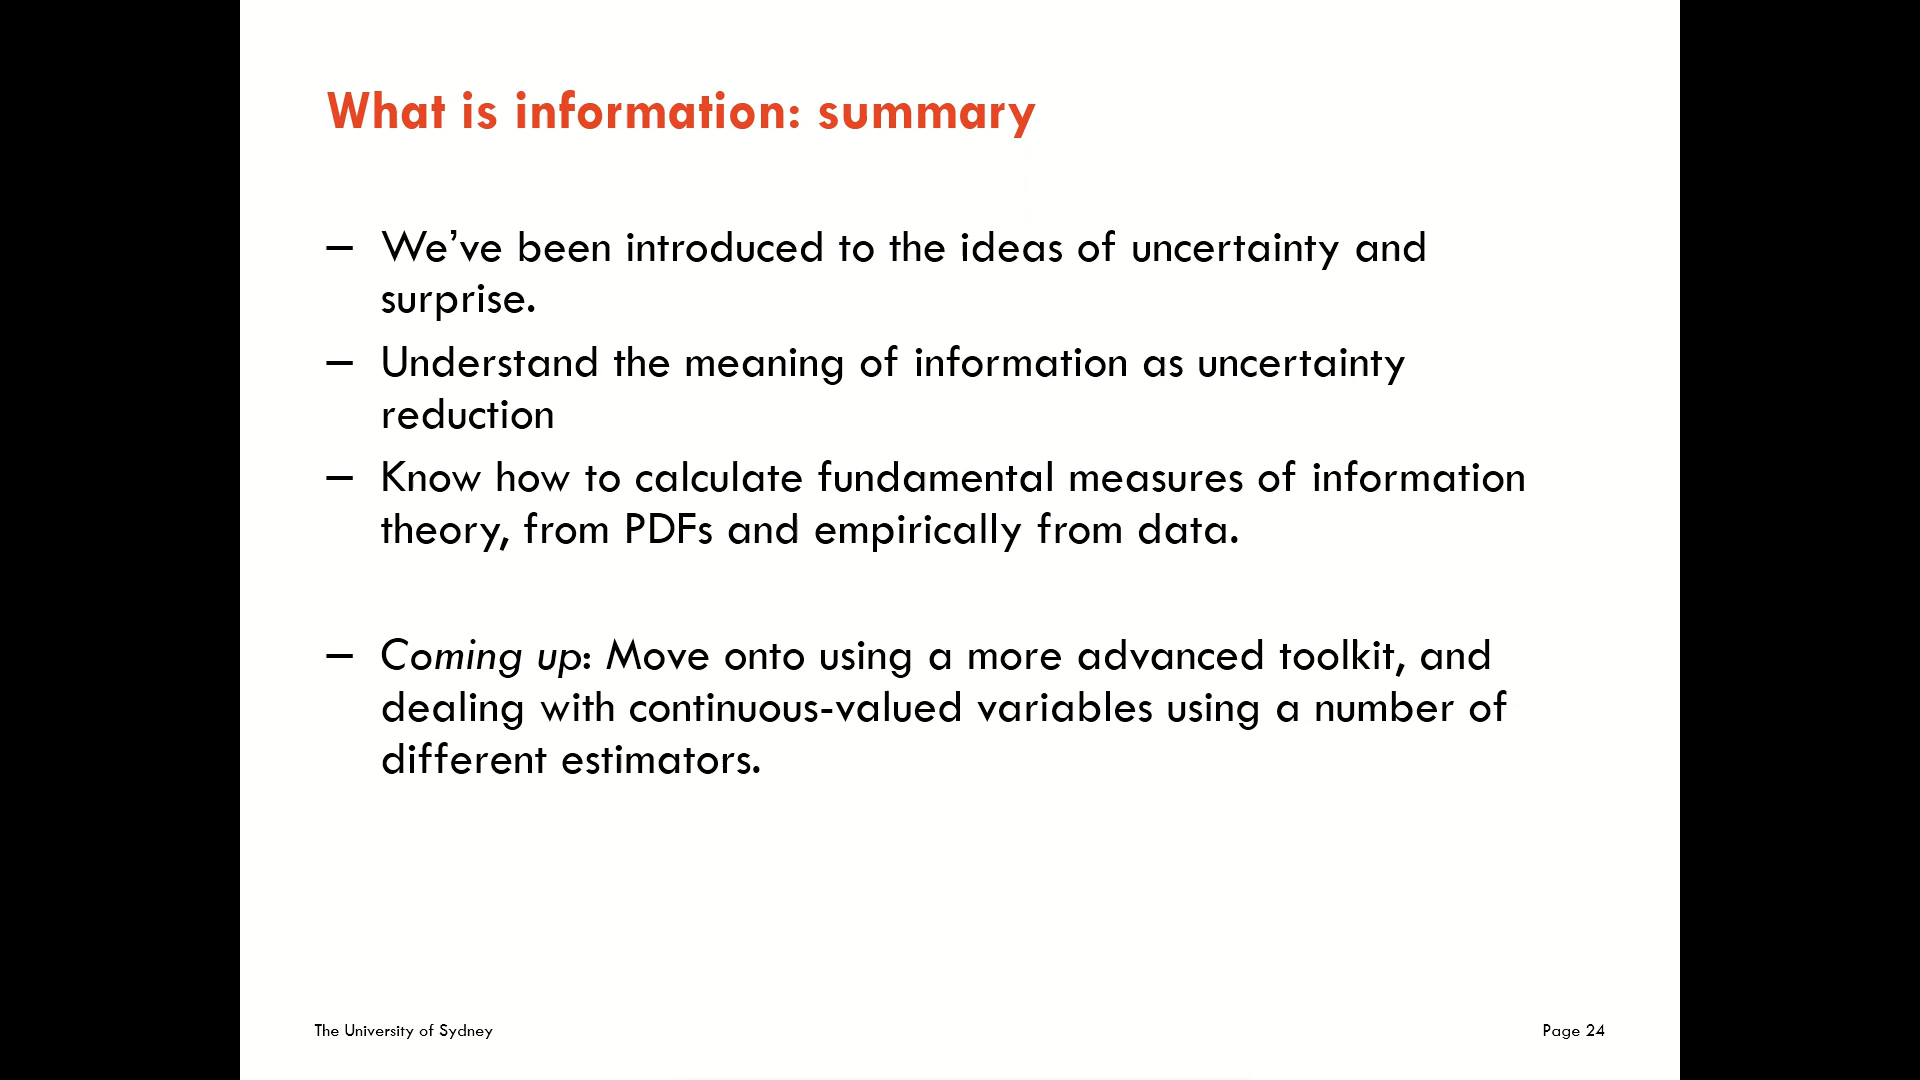 What is information: summary
– We’ve been introduced to the ideas of uncertainty and
surprise.
– Understand the meaning of information as uncertainty
reduction
– Know how to calculate fundamental measures of information
theory, from PDFs and empirically from data.
– Coming up: Move onto using a more advanced toolkit, and
dealing with continuous-valued variables using a number of
different estimators.
The University of Sydney
Page 24